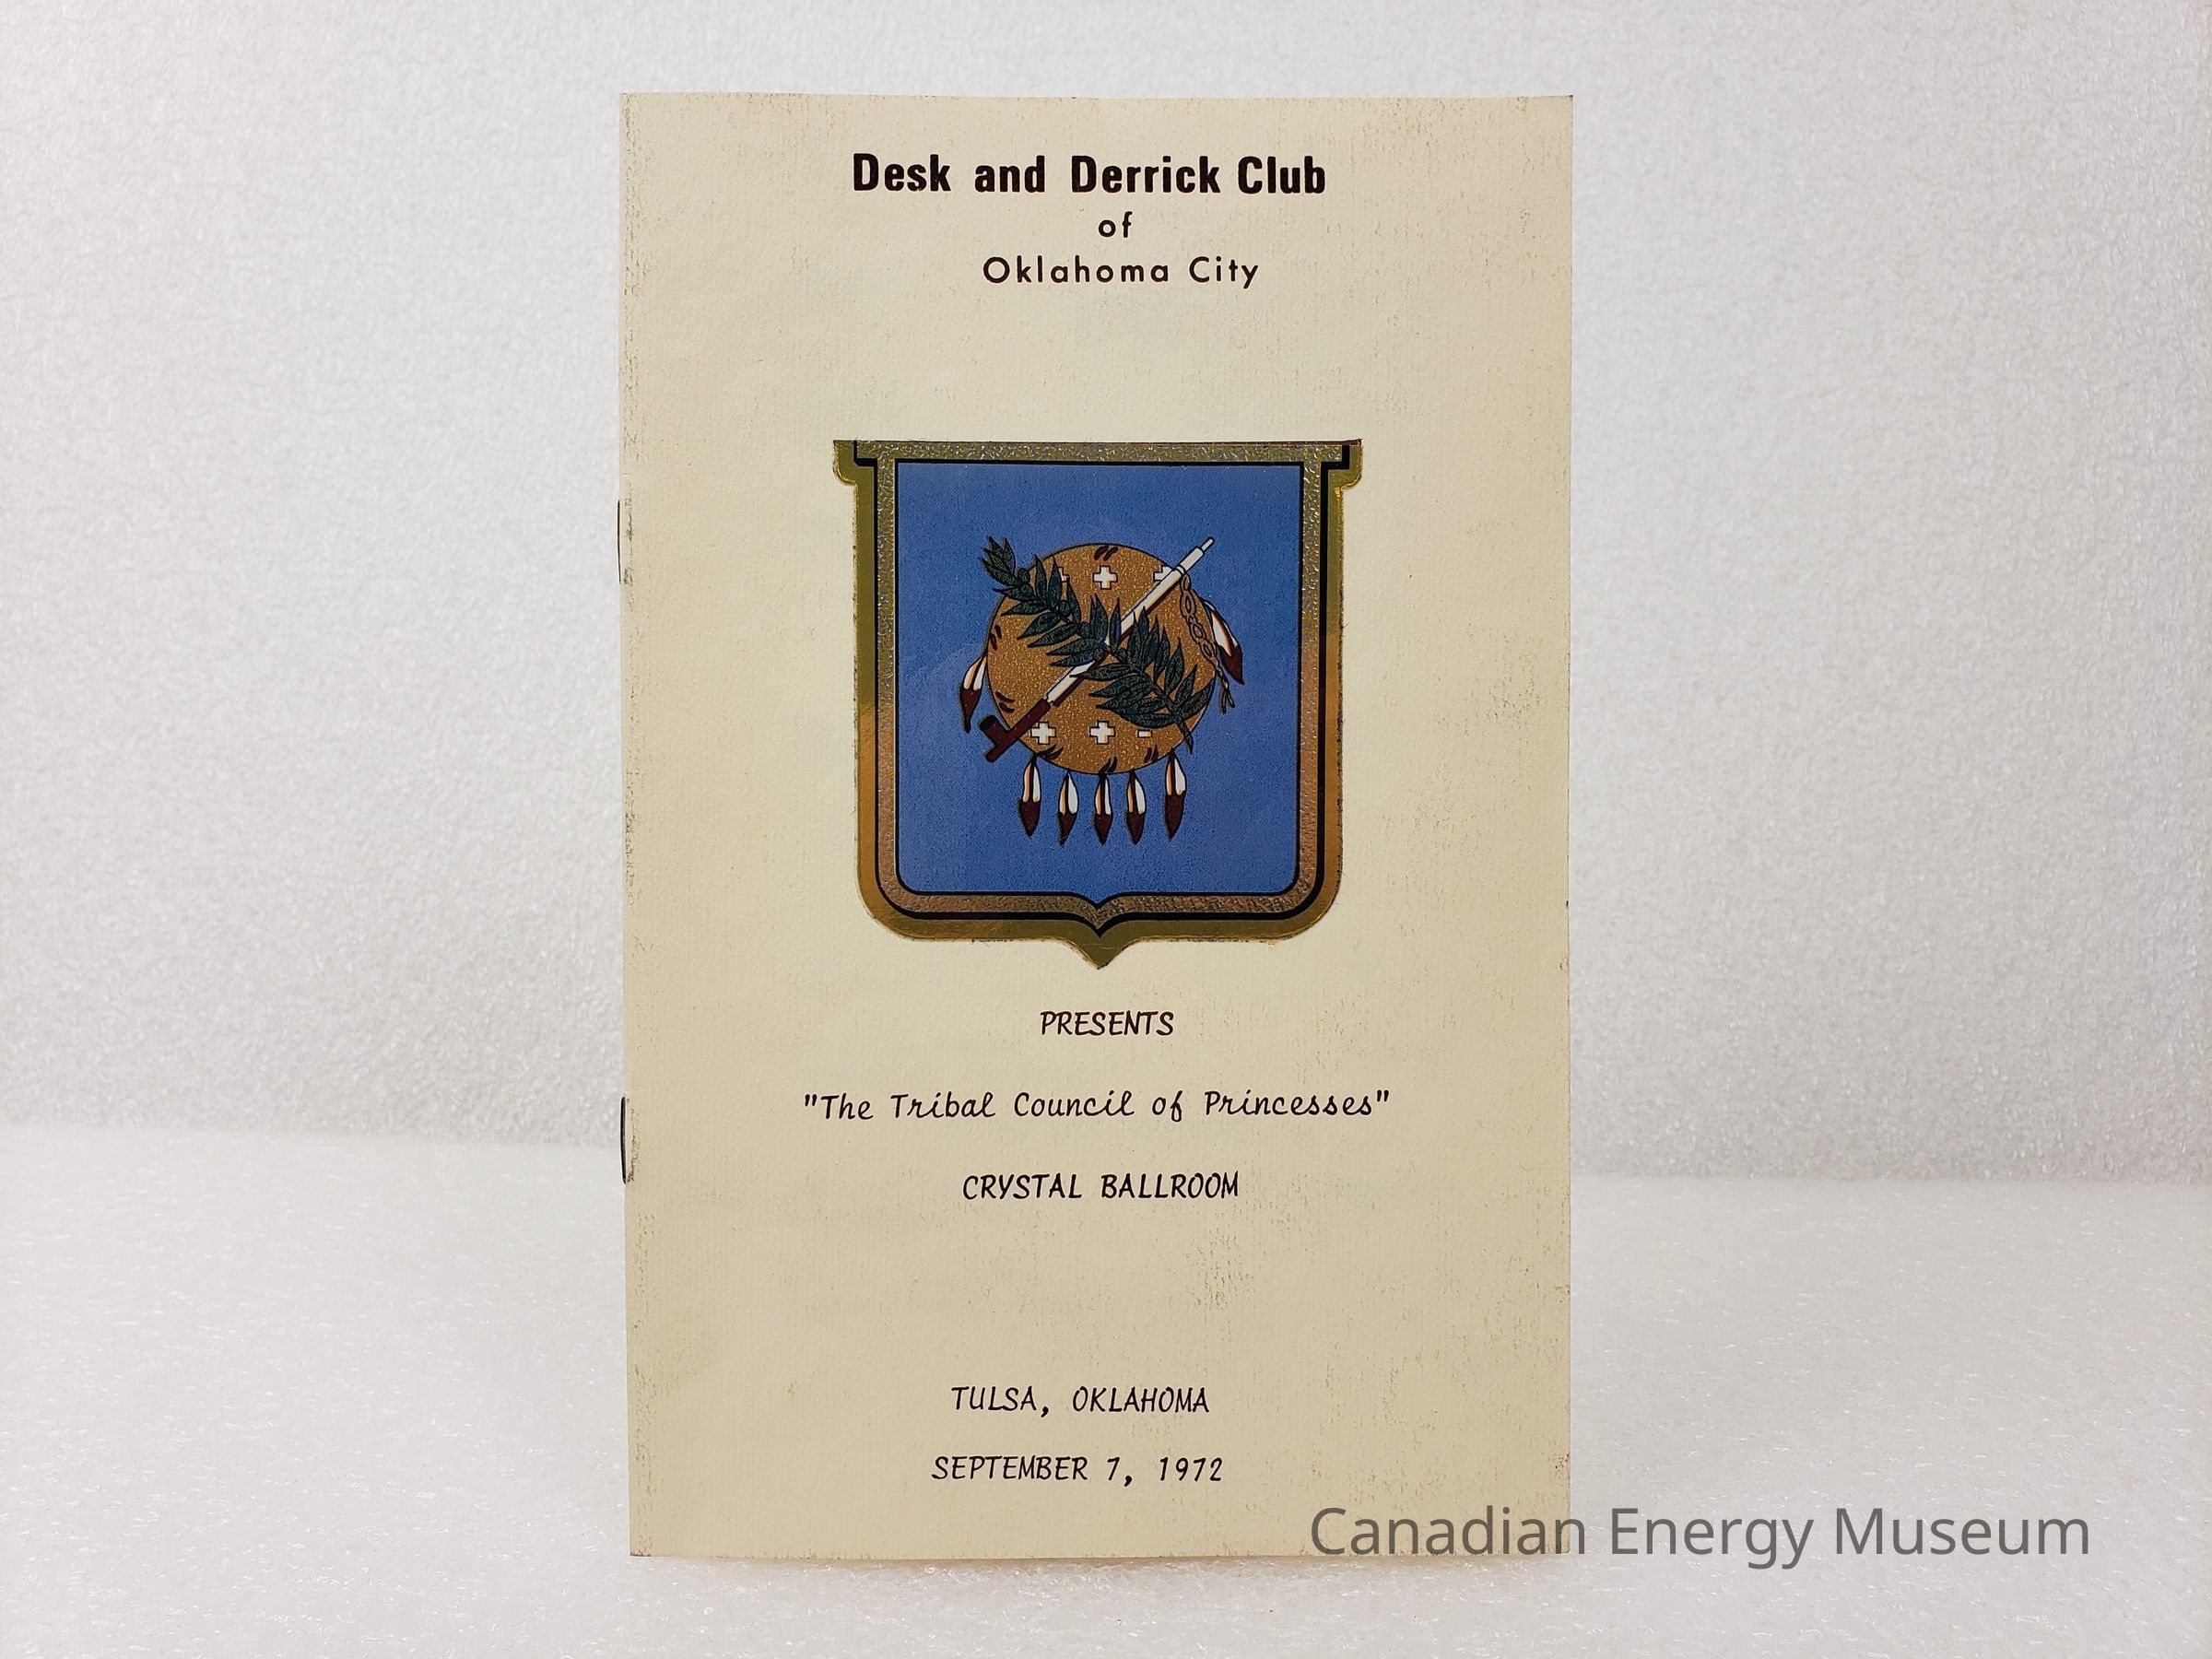 Desk and Derrick Club
of
Oklahoma City
PRESENTS
"The Tribal Council of Princesses"
CRYSTAL BALLROOM
TULSA, OKLAHOMA
SEPTEMBER 7, 1972
Canadian Energy Museum